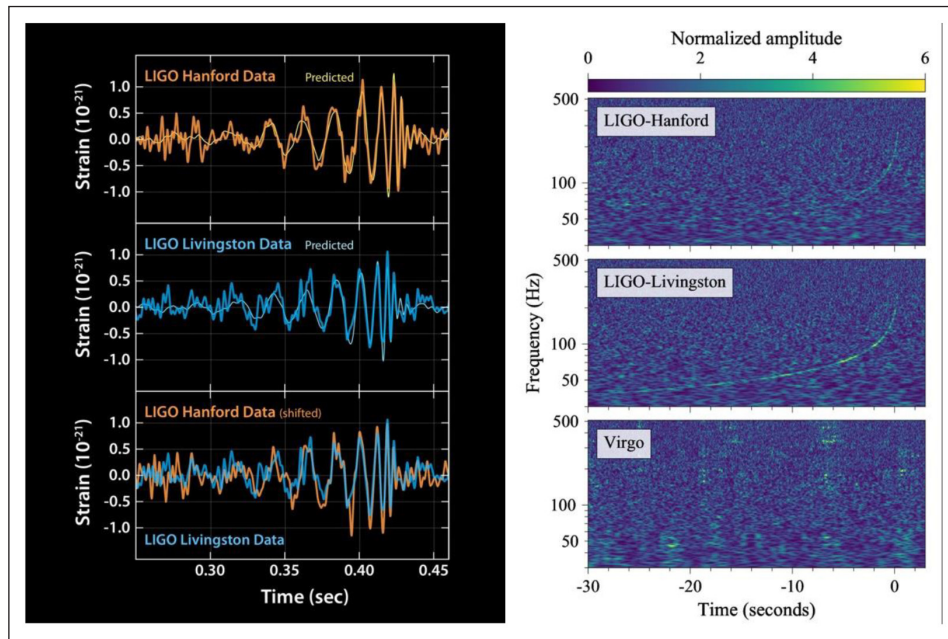 LIGO Hanford Data Predicted
1.0
0.5
0.0
-0.5
-1.0
Strain (10-21)
LIGO Livingston Data Predicted
1.0
0.5
0.0
-0.5
-1.0
Strain (10-21)
LIGO Hanford Data (shifted)
1.0
0.5
0.0
-0.5
-1.0
Strain (10-21)
LIGO Livingston Data
0.30 0.35 0.40 0.45
Time (sec)
Normalized amplitude
0 2 4 6
LIGO-Hanford
500
100
50
LIGO-Livingston
500
100
50
Frequency (Hz)
Virgo
500
100
50
-30 -20 -10 0
Time (seconds)